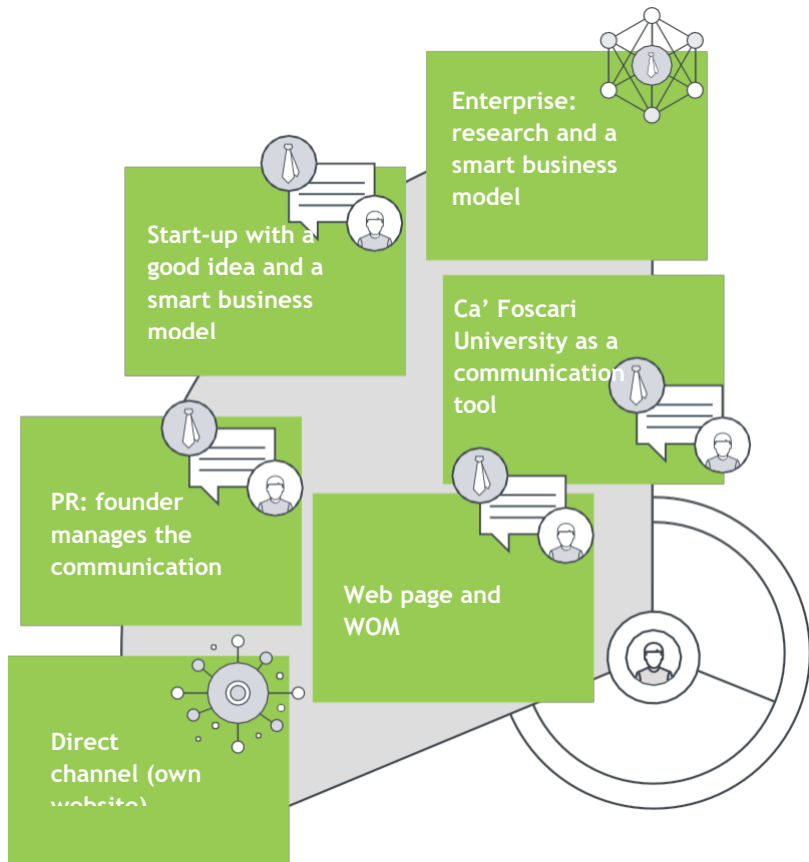 Enterprise:
research and a
smart business
model
Start-up with a
good idea and a
smart business
model
Ca’ Foscari
University as a
communication
tool
PR: founder
manages the
communication
Web page and
WOM
Direct
channel (own
website)